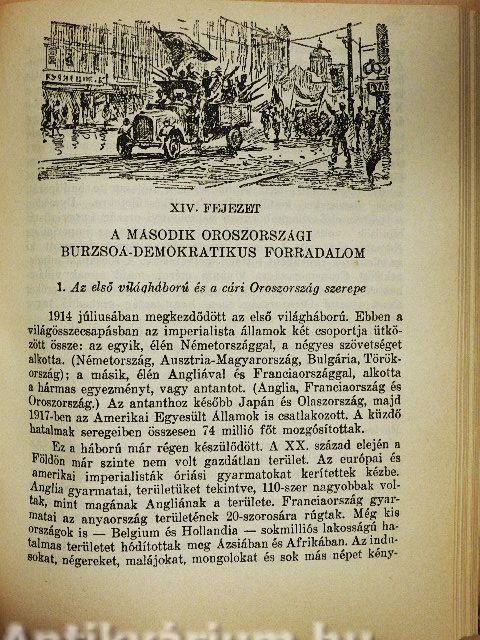 XIV. FEJEZET
A MÁSODIK OROSZORSZÁGI
BURZSOÁ-DEMOKRATIKUS FORRADALOM
1. Az első világháború és a cári Oroszország szerepe
1914 júliusában megkezdődött az első világháború. Ebben a
világösszecsapásban az imperialista államok két csoportja ütkö-
zött össze: az egyik, élén Németországgal, a négyes szövetséget
alkotta. (Németország, Ausztria-Magyarország, Bulgária, Török-
ország); a másik, élén Angliával és Franciaországgal, alkotta
a hármas egyezményt, vagy antantot. (Anglia, Franciaország és
Oroszország.) Az antanthoz később Japán és Olaszország, majd
1917-ben az Amerikai Egyesült Államok is csatlakozott. A küzdő
hatalmak seregeiben összesen 74 millió főt mozgósítottak.
Ez a háború már régen készülődött. A XX. század elején a
Földön már szinte nem volt gazdátlan terület. Az európai és
amerikai imperialisták óriási gyarmatokat kerítettek kézbe.
Anglia gyarmatai, területüket tekintve, 110-szer nagyobbak vol-
tak, mint magának Angliának a területe. Franciaország gyar-
matai az anyaország területének 20-szorosára rúgtak. Még kis
országok is — Belgium és Hollandia — sokmilliós lakosságú ha-
talmas területet hódítottak meg Ázsiában és Afrikában. Az indu-
sokat, négereket, malájokat, mongolokat és sok más népet kény-
Antikvárium.hu